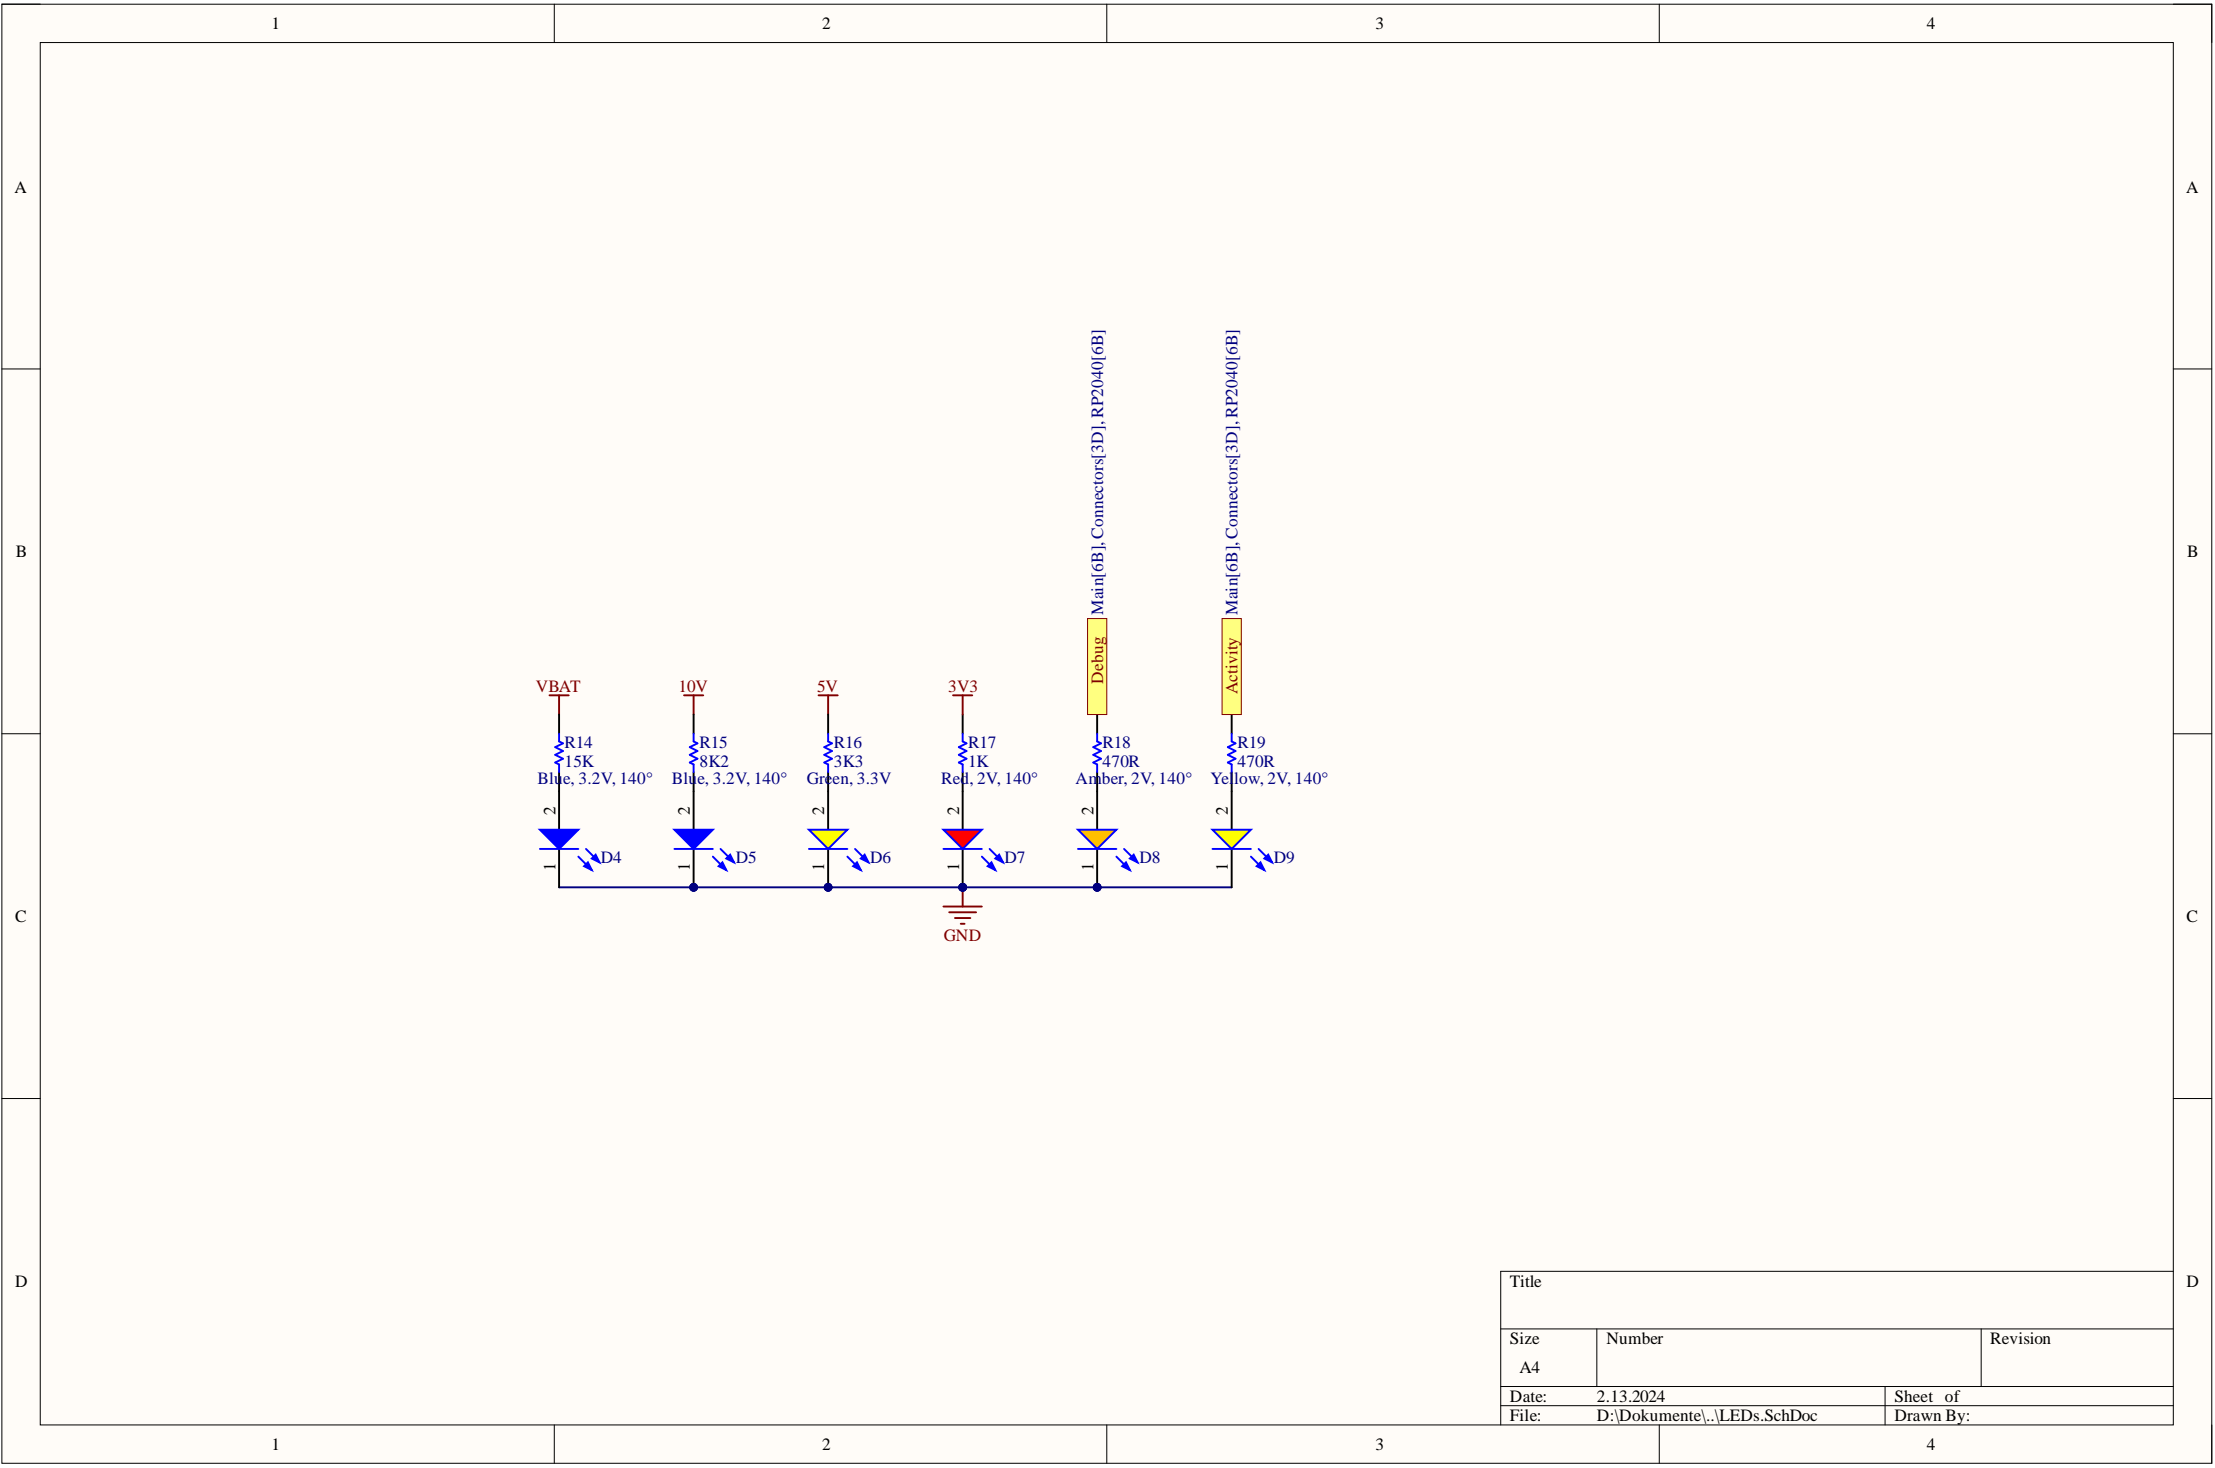 1
2
3
4
A
A
B
B
C
C
D
D
Main[6B], Connectors[3D], RP2040[6B]
Main[6B], Connectors[3D], RP2040[6B]
Debug
Activity
VBAT
10V
5V
3V3
R14
15K
Blue, 3.2V, 140°
R15
8K2
Blue, 3.2V, 140°
R16
3K3
Green, 3.3V
R17
1K
Red, 2V, 140°
R18
470R
Amber, 2V, 140°
R19
470R
Yellow, 2V, 140°
2
2
2
2
2
2
D4
D5
D6
D7
D8
D9
1
1
1
1
1
1
GND
Title
Size
Number
Revision
A4
Date: 2.13.2024
Sheet of
File: D:\Dokumente\..\LEDs.SchDoc
Drawn By:
1
2
3
4